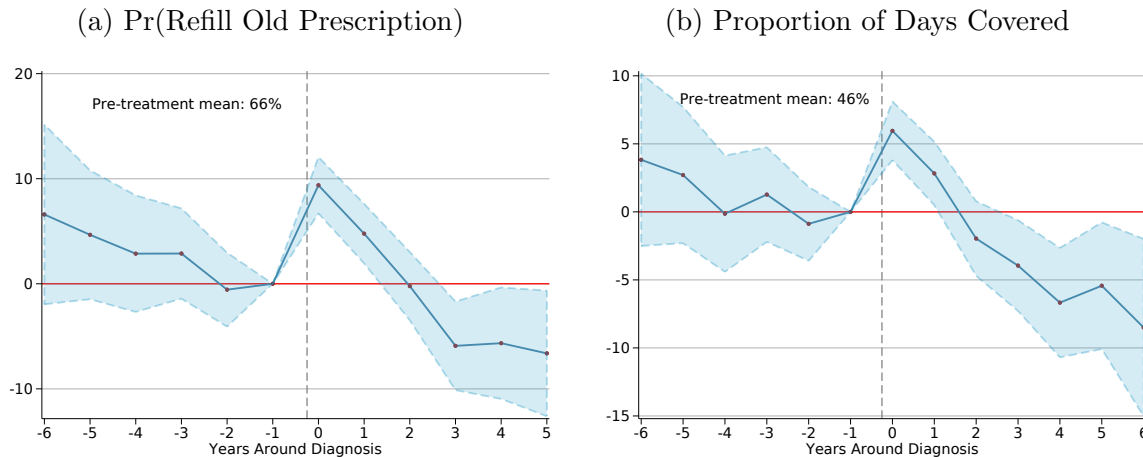 (a) Pr(Refill Old Prescription)
20
10
0
-10
Pre-treatment mean: 66%
-6 -5 -4 -3 -2 -1 0 1 2 3 4 5
Years Around Diagnosis
(b) Proportion of Days Covered
10
5
0
-5
-10
-15
Pre-treatment mean: 46%
-6 -5 -4 -3 -2 -1 0 1 2 3 4 5 6
Years Around Diagnosis